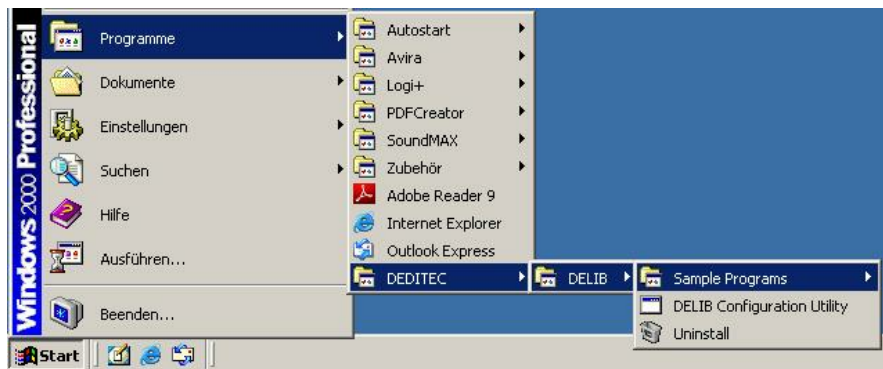 Windows 2000 Professional
Programme
Dokumente
Einstellungen
Suchen
Hilfe
Ausführen...
Beenden...
Autostart
Avira
Logi+
PDFCreator
SoundMAX
Zubehör
Adobe Reader 9
Internet Explorer
Outlook Express
DEDITEC
DELIB
Sample Programs
DELIB Configuration Utility
Uninstall
Start